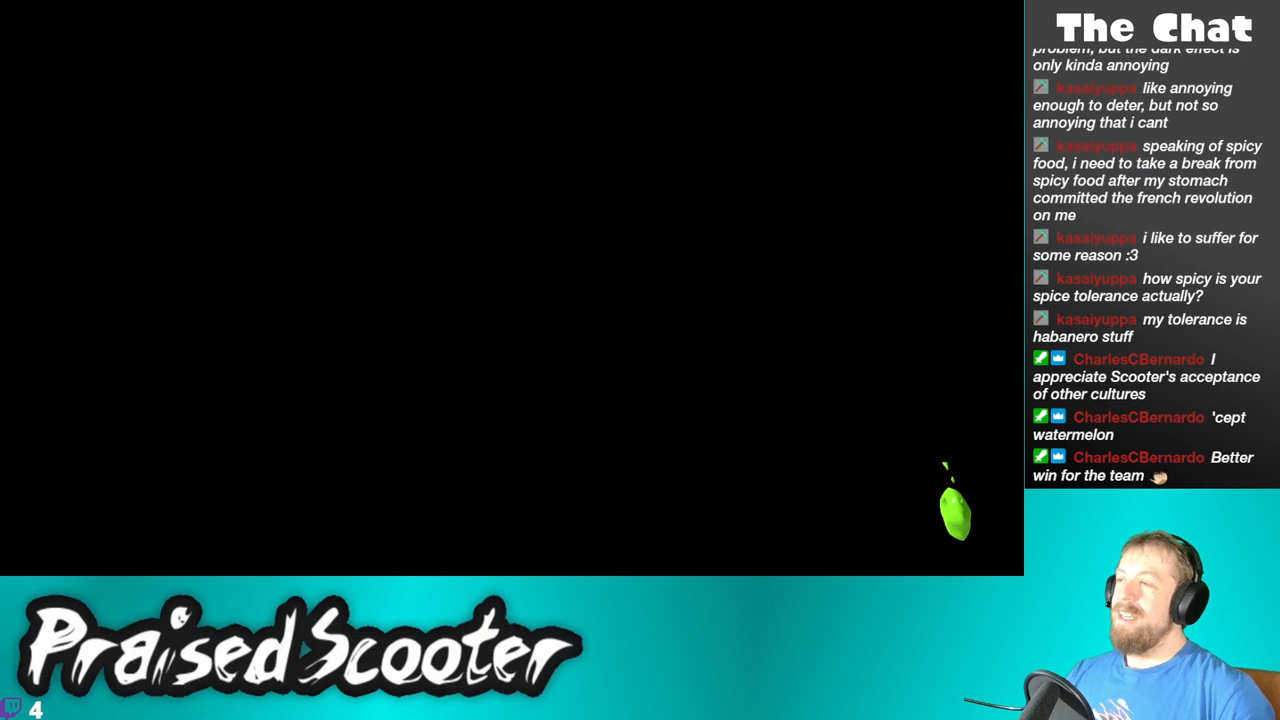 The Chat
problem, but the dark effect is
only kinda annoying
kasaiyuppa like annoying
enough to deter, but not so
annoying that i cant
kasaiyuppa speaking of spicy
food, i need to take a break from
spicy food after my stomach
committed the french revolution
on me
kasaiyuppa i like to suffer for
some reason :3
kasaiyuppa how spicy is your
spice tolerance actually?
kasaiyuppa my tolerance is
habanero stuff
CharlesCBernardo I
appreciate Scooter's acceptance
of other cultures
CharlesCBernardo 'cept
watermelon
CharlesCBernardo Better
win for the team
PraisedScooter
4